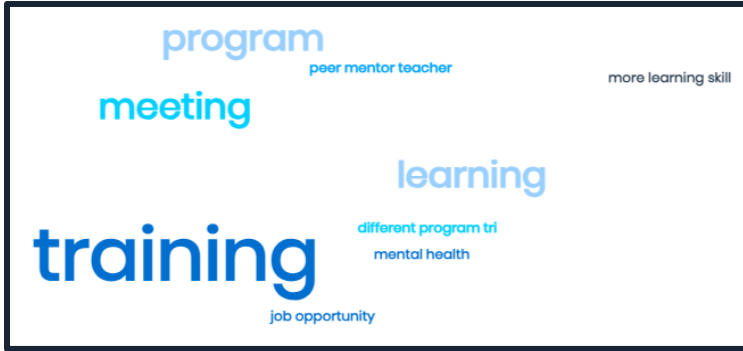 program
peer mentor teacher
more learning skill
meeting
learning
different program tri
training
mental health
job opportunity